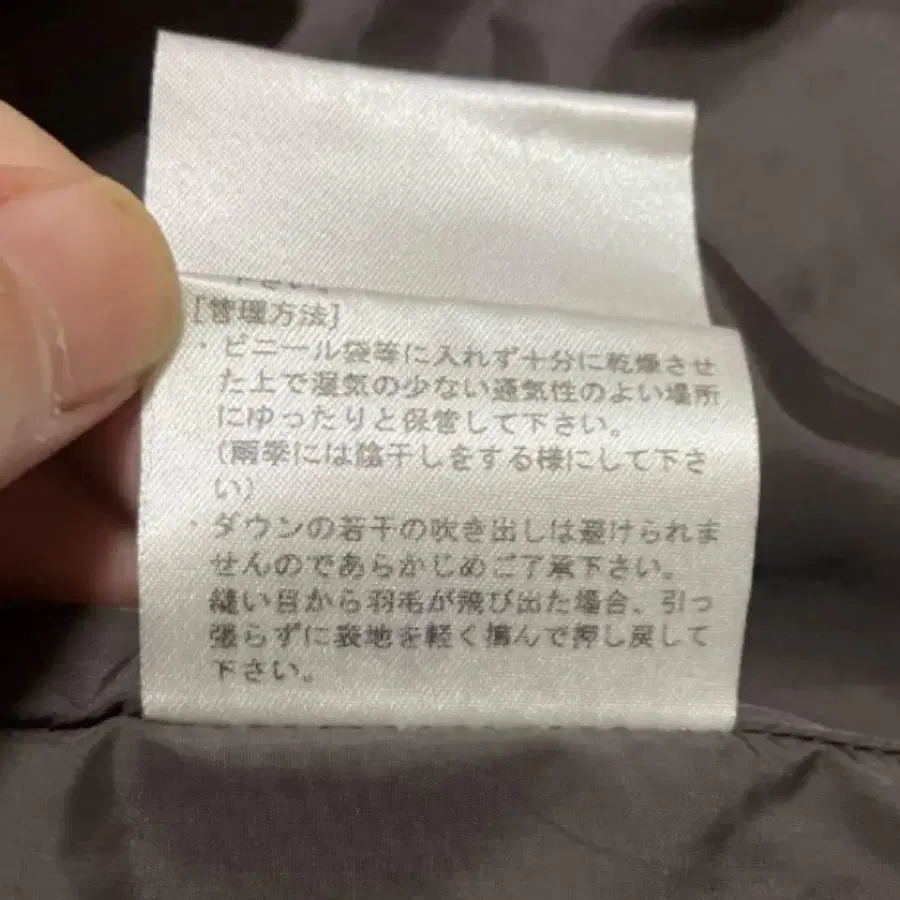 下さい。
[管理方法]
・ビニール袋等に入れず十分に乾燥させ
た上で湿気の少ない通気性のよい場所
にゆったりと保管して下さい。
(雨季には陰干しをする様にして下さ
い)
・ダウンの若干の吹き出しは避けられま
せんのであらかじめご了承下さい。
縫い目から羽毛が飛び出た場合、引っ
張らずに表地を軽く摘んで押し戻して
下さい。